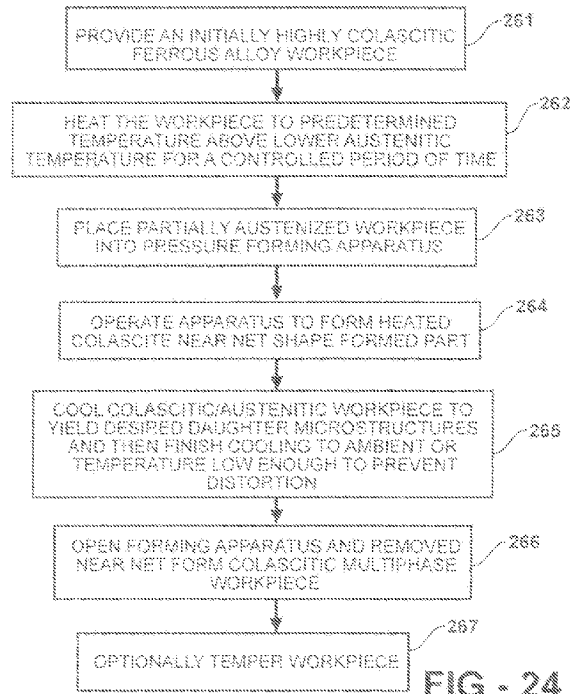 PROVIDE AN INITIALLY HIGHLY COLASCITIC
FERROUS ALLOY WORKPIECE
261
HEAT THE WORKPIECE TO PREDETERMINED
TEMPERATURE ABOVE LOWER AUSTENITIC
TEMPERATURE FOR A CONTROLLED PERIOD OF TIME
262
PLACE PARTIALLY AUSTENIZED WORKPIECE
INTO PRESSURE FORMING APPARATUS
263
OPERATE APPARATUS TO FORM HEATED
COLASCITE NEAR NET SHAPE FORMED PART
264
COOL COLASCITIC/AUSTENITIC WORKPIECE TO
YIELD DESIRED DAUGHTER MICROSTRUCTURES
AND THEN FINISH COOLING TO AMBIENT OR
TEMPERATURE LOW ENOUGH TO PREVENT
DISTORTION
265
OPEN FORMING APPARATUS AND REMOVED
NEAR NET FORM COLASCITIC MULTIPHASE
WORKPIECE
266
OPTIONALLY TEMPER WORKPIECE
267
FIG - 24